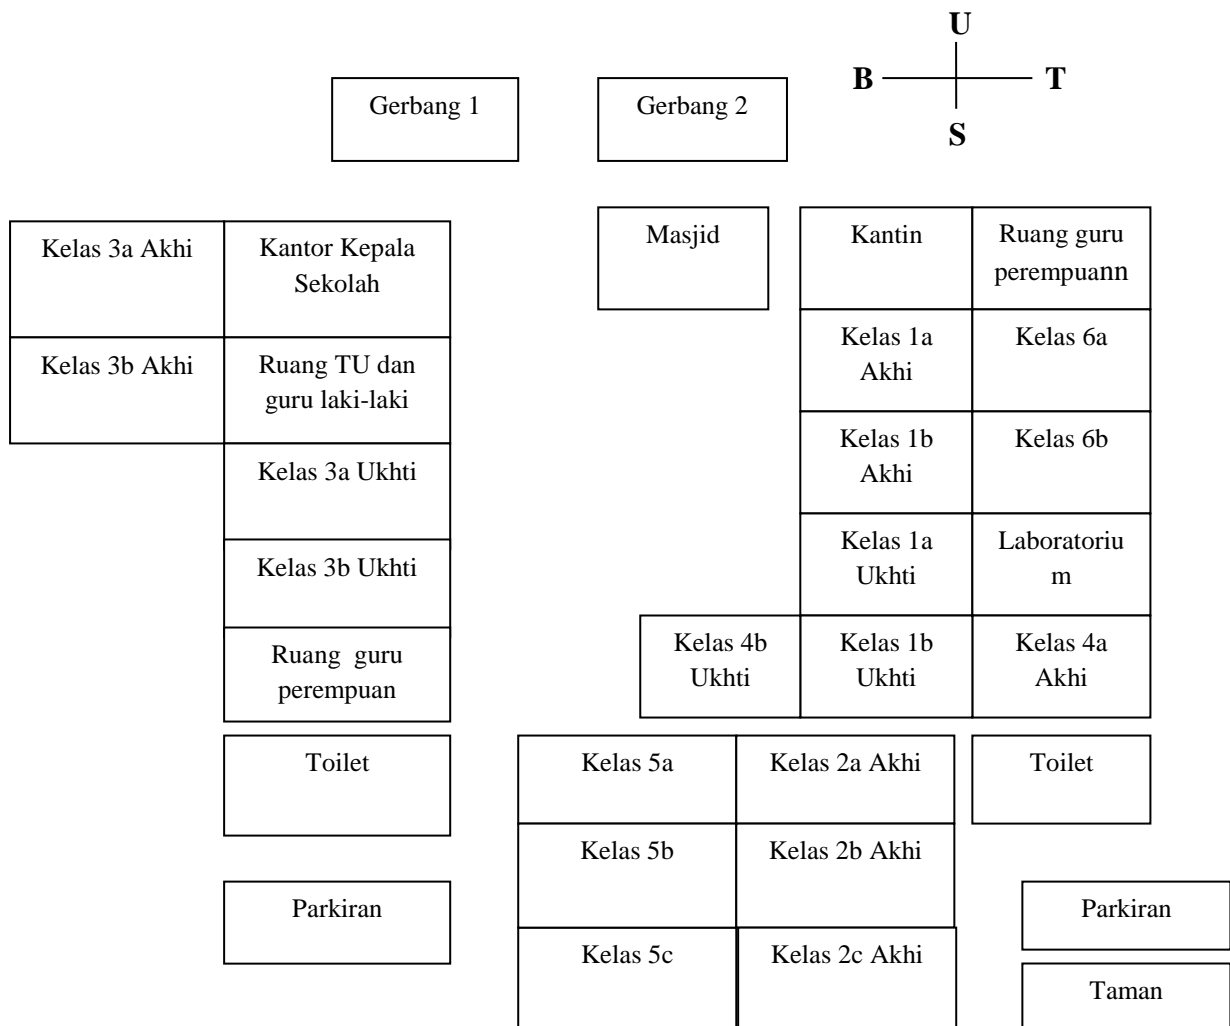 U
B
T
S
Gerbang 1
Gerbang 2
Kelas 3a Akhi
Kantor Kepala
Sekolah
Masjid
Kantin
Ruang guru
perempuann
Kelas 3b Akhi
Ruang TU dan
guru laki-laki
Kelas 1a
Akhi
Kelas 6a
Kelas 3a Ukhti
Kelas 1b
Akhi
Kelas 6b
Kelas 3b Ukhti
Kelas 1a
Ukhti
Laboratoriu
m
Ruang guru
perempuan
Kelas 4b
Ukhti
Kelas 1b
Ukhti
Kelas 4a
Akhi
Toilet
Kelas 5a
Kelas 2a Akhi
Toilet
Kelas 5b
Kelas 2b Akhi
Parkiran
Parkiran
Kelas 5c
Kelas 2c Akhi
Taman